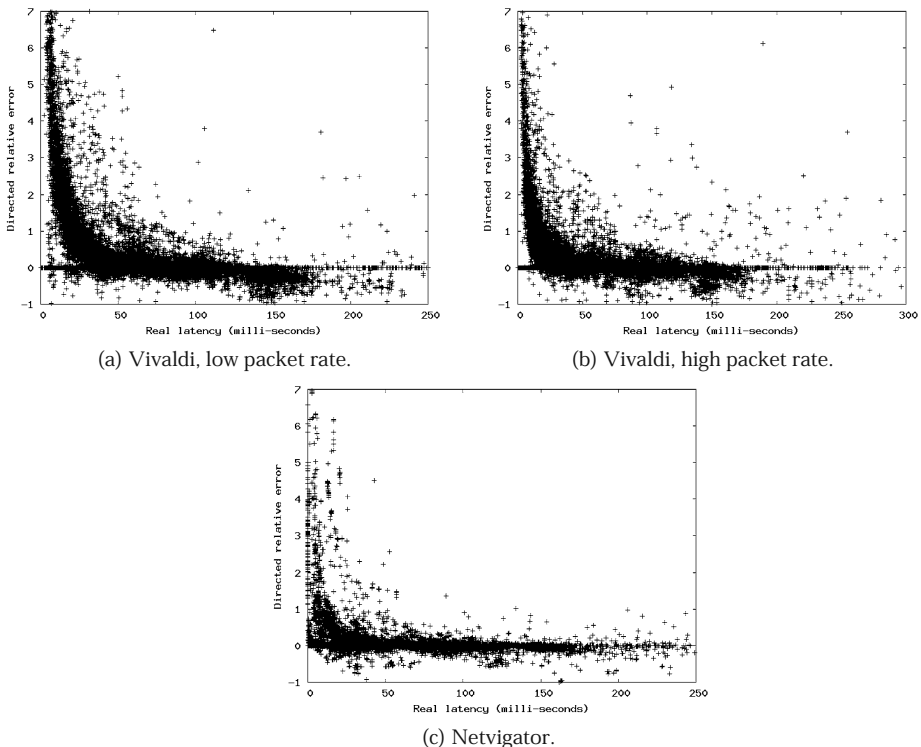 7
6
5
4
3
2
1
0
-1
Directed relative error
0 50 100 150 200 250
Real latency (milli-seconds)
(a) Vivaldi, low packet rate.
7
6
5
4
3
2
1
0
-1
Directed relative error
0 50 100 150 200 250 300
Real latency (milli-seconds)
(b) Vivaldi, high packet rate.
7
6
5
4
3
2
1
0
-1
Directed relative error
0 50 100 150 200 250
Real latency (milli-seconds)
(c) Netvigator.